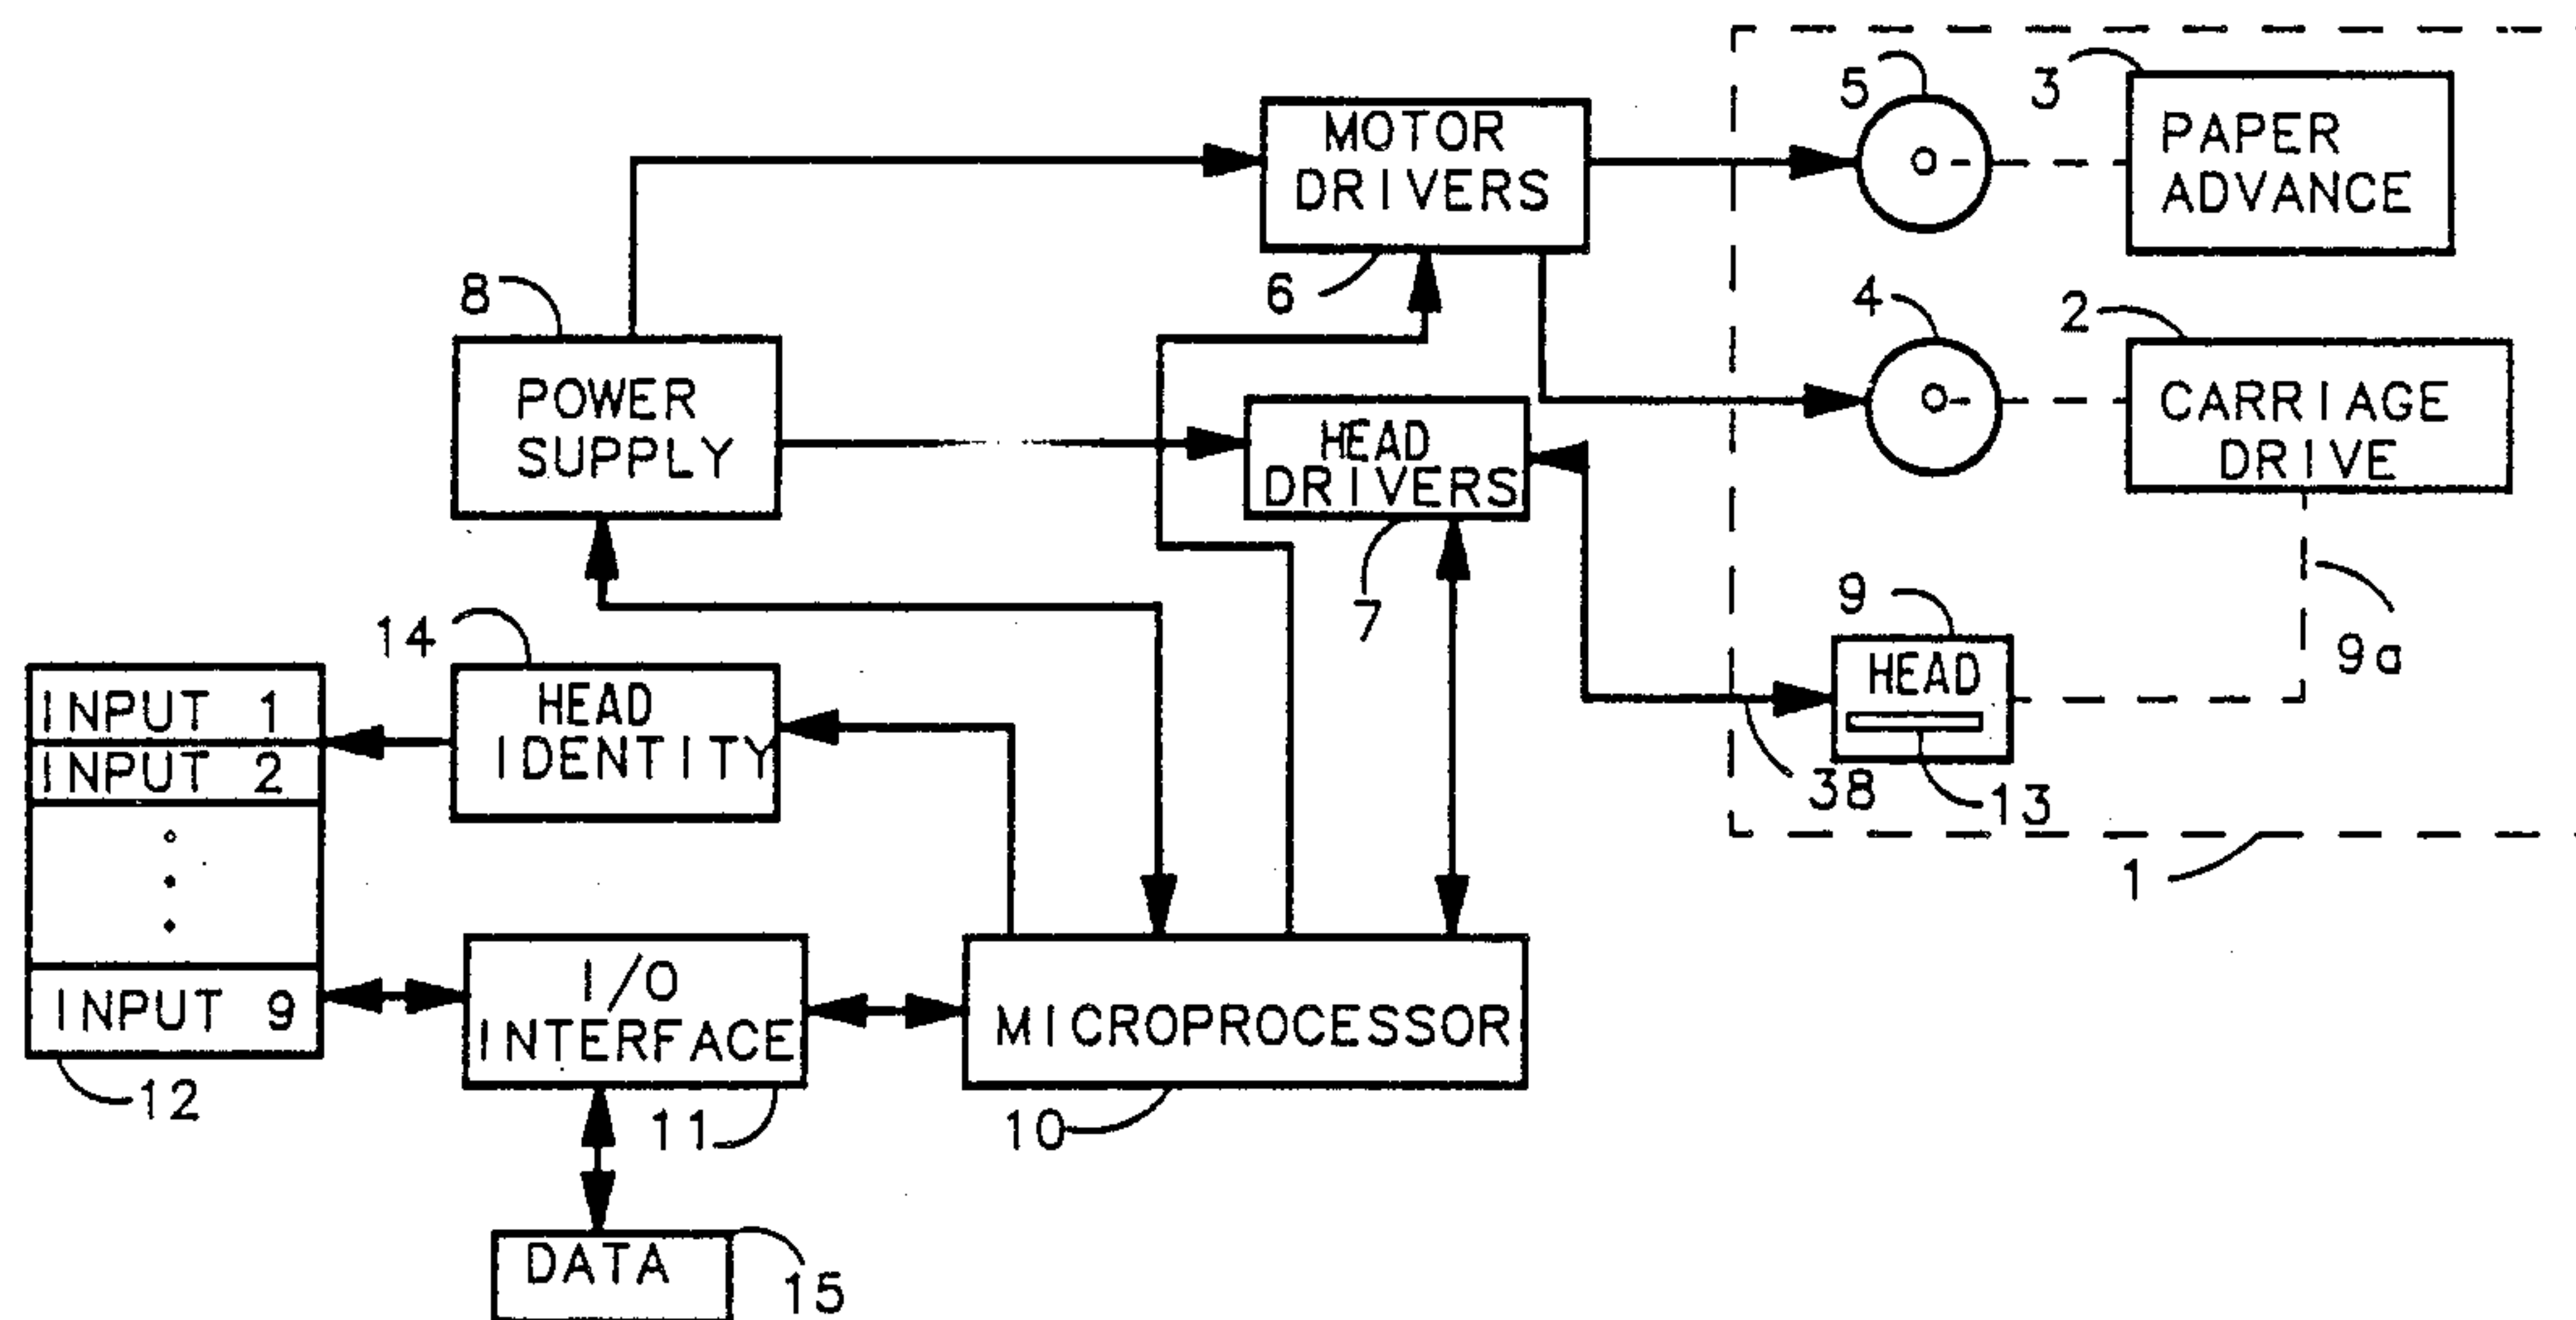 5
3
MOTOR
DRIVERS
PAPER
ADVANCE
6
8
4
2
POWER
SUPPLY
HEAD
DRIVERS
CARRIAGE
DRIVE
7
9
9a
14
HEAD
INPUT 1
INPUT 2
HEAD
IDENTITY
38
13
1
INPUT 9
I/O
INTERFACE
MICROPROCESSOR
12
11
10
DATA
15